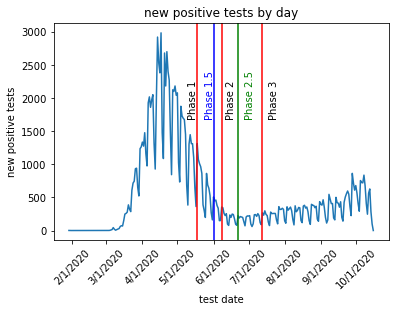 new positive tests by day
new positive tests
3000
2500
2000
1500
1000
500
0
Phase 1
Phase 1.5
Phase 2
Phase 2.5
Phase 3
2/1/2020
3/1/2020
4/1/2020
5/1/2020
6/1/2020
7/1/2020
8/1/2020
9/1/2020
10/1/2020
test date